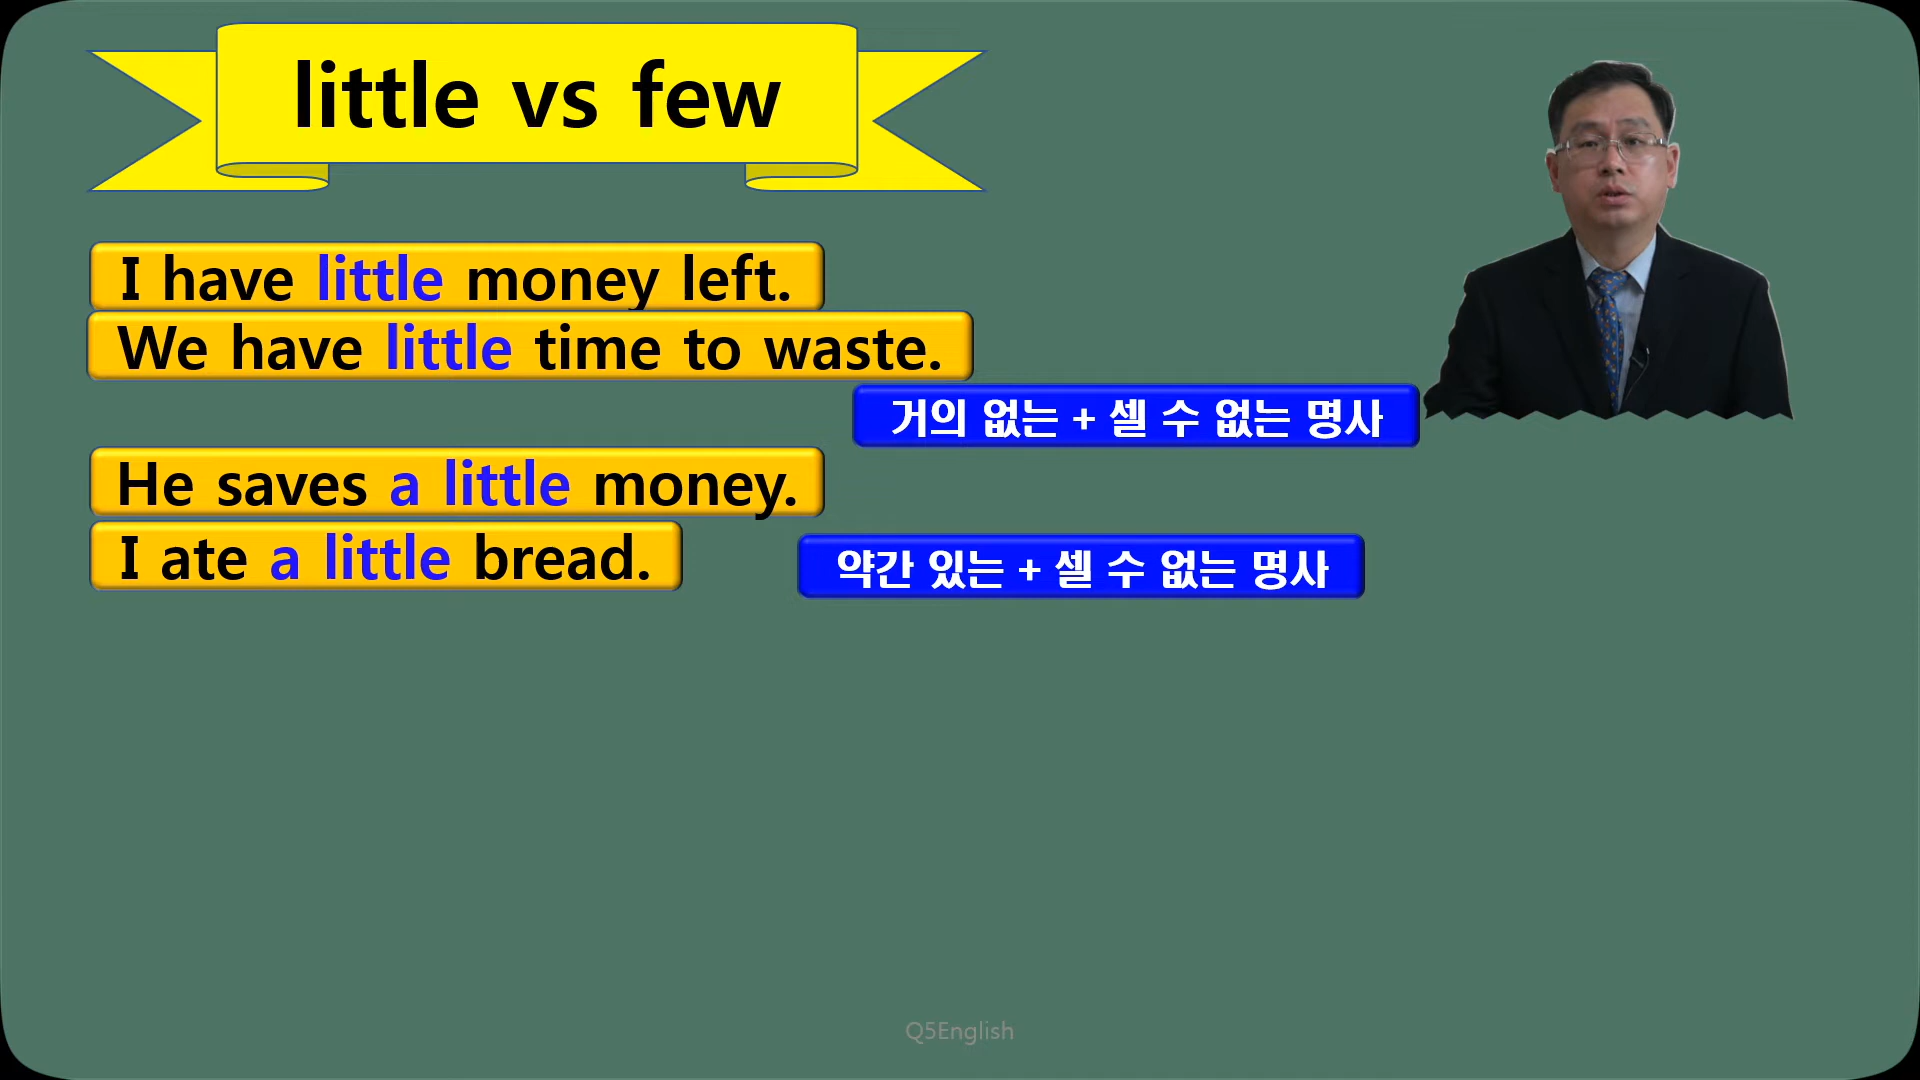 little vs few
I have little money left.
We have little time to waste.
거의 없는 + 셀 수 없는 명사
He saves a little money.
I ate a little bread.
약간 있는 + 셀 수 없는 명사
Q5English